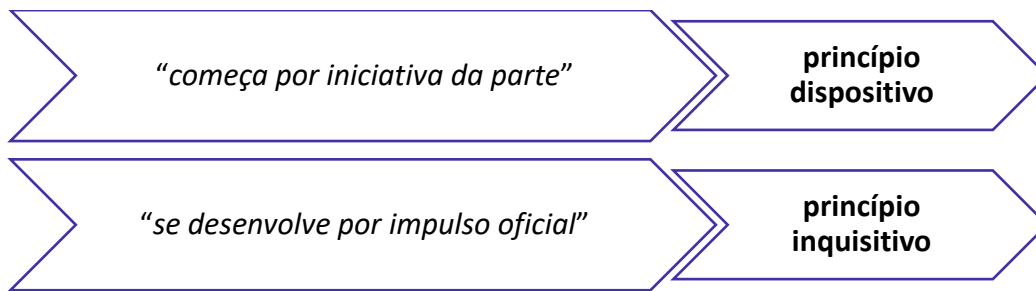 “começa por iniciativa da parte”
princípio
dispositivo
“se desenvolve por impulso oficial”
princípio
inquisitivo